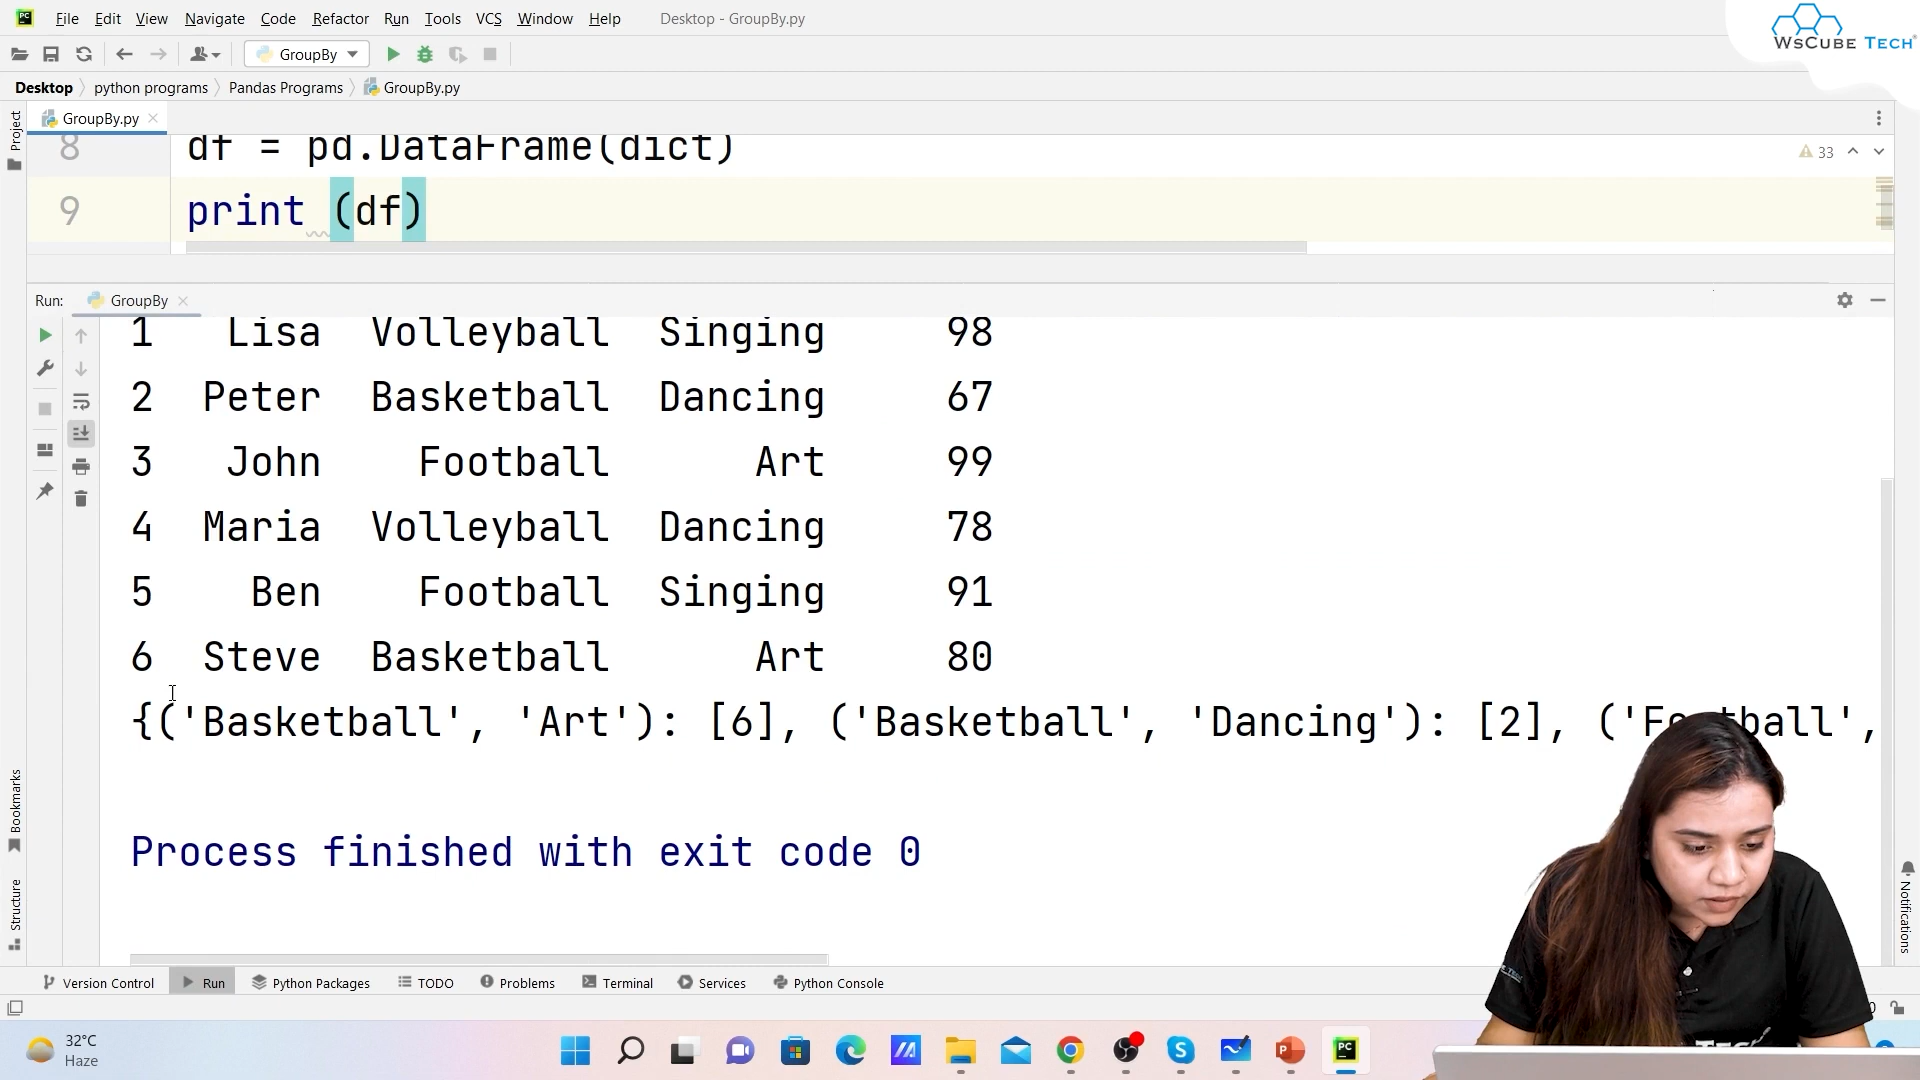 File Edit View Navigate Code Refactor Run Tools VCS Window Help Desktop - GroupBy.py
WsCube Tech
GroupBy
Desktop python programs Pandas Programs GroupBy.py
GroupBy.py
Project
8 df = pd.DataFrame(dict)
33
9 print (df)
Run: GroupBy
1 Lisa Volleyball Singing 98
2 Peter Basketball Dancing 67
3 John Football Art 99
4 Maria Volleyball Dancing 78
5 Ben Football Singing 91
6 Steve Basketball Art 80
{('Basketball', 'Art'): [6], ('Basketball', 'Dancing'): [2], ('Football',
Process finished with exit code 0
Bookmarks
Structure
Notifications
Version Control Run Python Packages TODO Problems Terminal Services Python Console
32°C
Haze